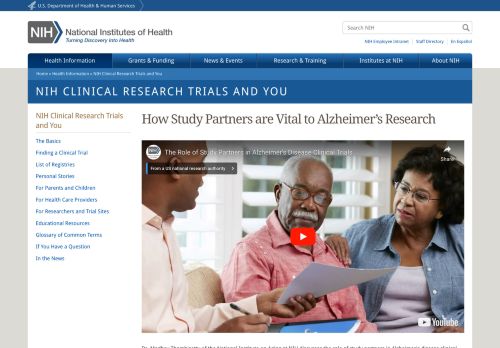 U.S. Department of Health & Human Services
Search NIH
NIH National Institutes of Health
Turning Discovery Into Health
NIH Employee Intranet Staff Directory En Español
Health Information Grants & Funding News & Events Research & Training Institutes at NIH About NIH
Home » Health Information » NIH Clinical Research Trials and You
NIH CLINICAL RESEARCH TRIALS AND YOU
NIH Clinical Research Trials and You
The Basics
Finding a Clinical Trial
List of Registries
Personal Stories
For Parents and Children
For Health Care Providers
For Researchers and Trial Sites
Educational Resources
Glossary of Common Terms
If You Have a Question
In the News
How Study Partners are Vital to Alzheimer's Research
The Role of Study Partners in Alzheimer's Disease Clinical Trials
From a US national research authority
Share
YouTube